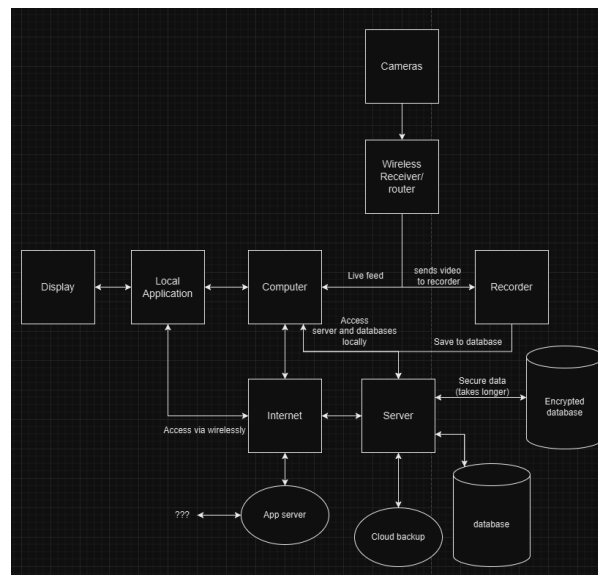 Cameras
Wireless
Receiver/
router
Live feed
sends video
to recorder
Display
Local
Application
Computer
Recorder
Access
server and databases
locally
Save to database
Secure data
(takes longer)
Encrypted
database
Internet
Server
Access via wirelessly
???
App server
Cloud backup
database